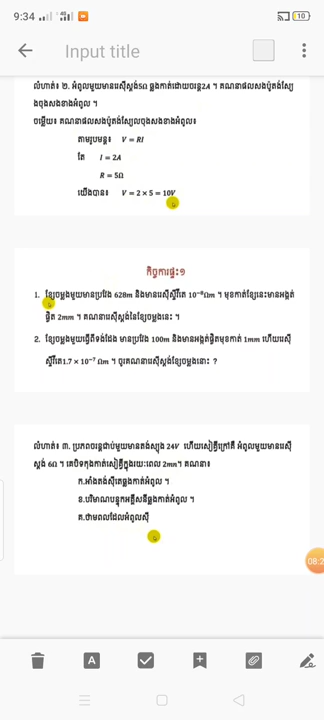 9:34
10
Input title
លំហាត់៖ ២. អំពូលមួយមានរេស៊ីស្តង់5Ω ឆ្លងកាត់ដោយចរន្ត2A ។ គណនាផលសងប៉ូតង់ស្យែ
លចុងសងខាងអំពូល ។
ចម្លើយ៖ គណនាផលសងប៉ូតង់ស្យែលចុងសងខាងអំពូល៖
តាមរូបមន្ត៖ V = RI
តែ I = 2A
R = 5Ω
យើងបាន៖ V = 2 × 5 = 10V
កិច្ចការផ្ទះ១
1. ខ្សែចម្លងមួយមានប្រវែង 628m និងមានរេស៊ីស្ទីវីតេ 10⁻⁸Ωm ។ មុខកាត់ខ្សែនេះមានអង្កត់
ផ្ចិត 2mm ។ គណនារេស៊ីស្តង់នៃខ្សែចម្លងនេះ ។
2. ខ្សែចម្លងមួយធ្វើពីទង់ដែង មានប្រវែង 100m និងមានអង្កត់ផ្ចិតមុខកាត់ 1mm ហើយរេស៊ី
ស្ទីវីតេ1.7 × 10⁻⁷ Ωm ។ ចូរគណនារេស៊ីស្តង់ខ្សែចម្លងនោះ ?
លំហាត់៖ ៣. ប្រភពចរន្តជាប់មួយមានតង់ស្យុង 24V ហើយតភ្ជាប់ទៅនឹង អំពូលមួយមានរេស៊ី
ស្តង់ 6Ω ។ គេបិទកុងតាក់សៀគ្វីក្នុងរយៈពេល 2mn។ គណនា៖
ក.អាំងតង់ស៊ីតេឆ្លងកាត់អំពូល ។
ខ.បរិមាណបន្ទុកអគ្គិសនីឆ្លងកាត់អំពូល ។
គ.ថាមពលដែលអំពូលស៊ី
08:2
A